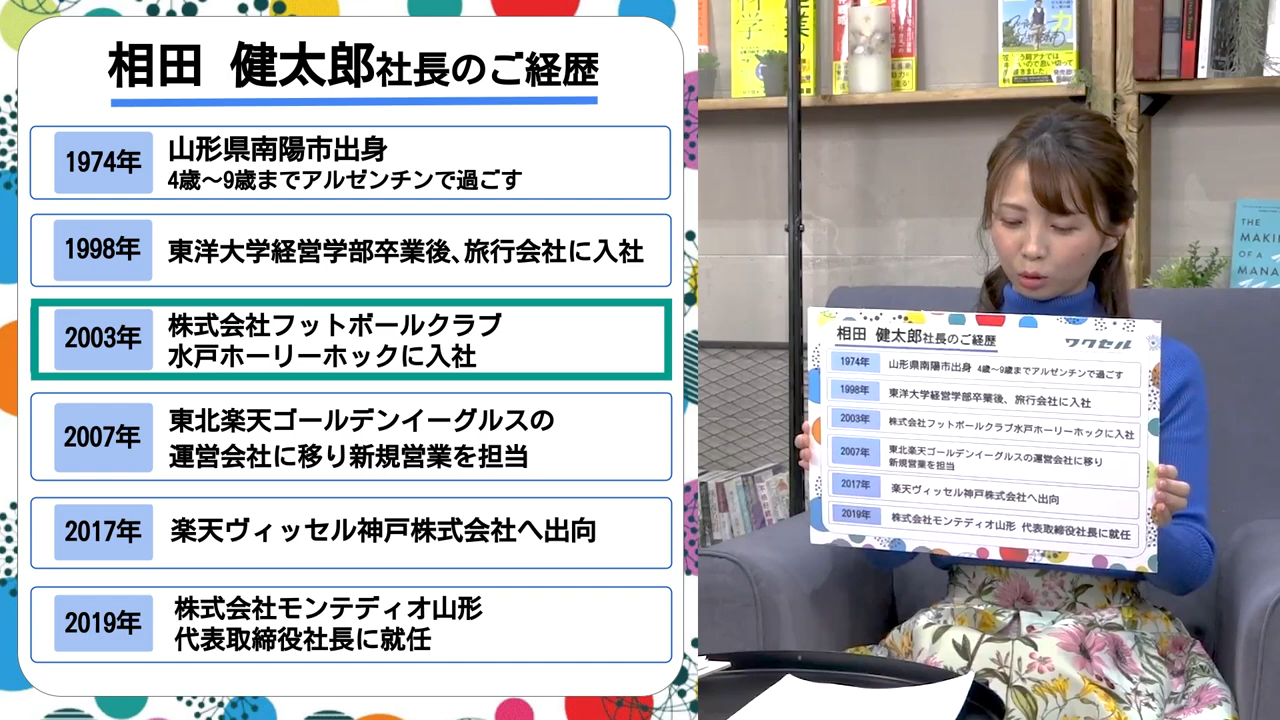 相田 健太郎社長のご経歴
1974年
山形県南陽市出身
4歳～9歳までアルゼンチンで過ごす
1998年
東洋大学経営学部卒業後、旅行会社に入社
2003年
株式会社フットボールクラブ
水戸ホーリーホックに入社
2007年
東北楽天ゴールデンイーグルスの
運営会社に移り新規営業を担当
2017年
楽天ヴィッセル神戸株式会社へ出向
2019年
株式会社モンテディオ山形
代表取締役社長に就任
THE
MAKI
OF A
MANA
相田 健太郎社長のご経歴
ワクセル
1974年
山形県南陽市出身 4歳～9歳までアルゼンチンで過ごす
1998年
東洋大学経営学部卒業後、旅行会社に入社
2003年
株式会社フットボールクラブ水戸ホーリーホックに入社
2007年
東北楽天ゴールデンイーグルスの運営会社に移り
新規営業を担当
2017年
楽天ヴィッセル神戸株式会社へ出向
2019年
株式会社モンテディオ山形 代表取締役社長に就任